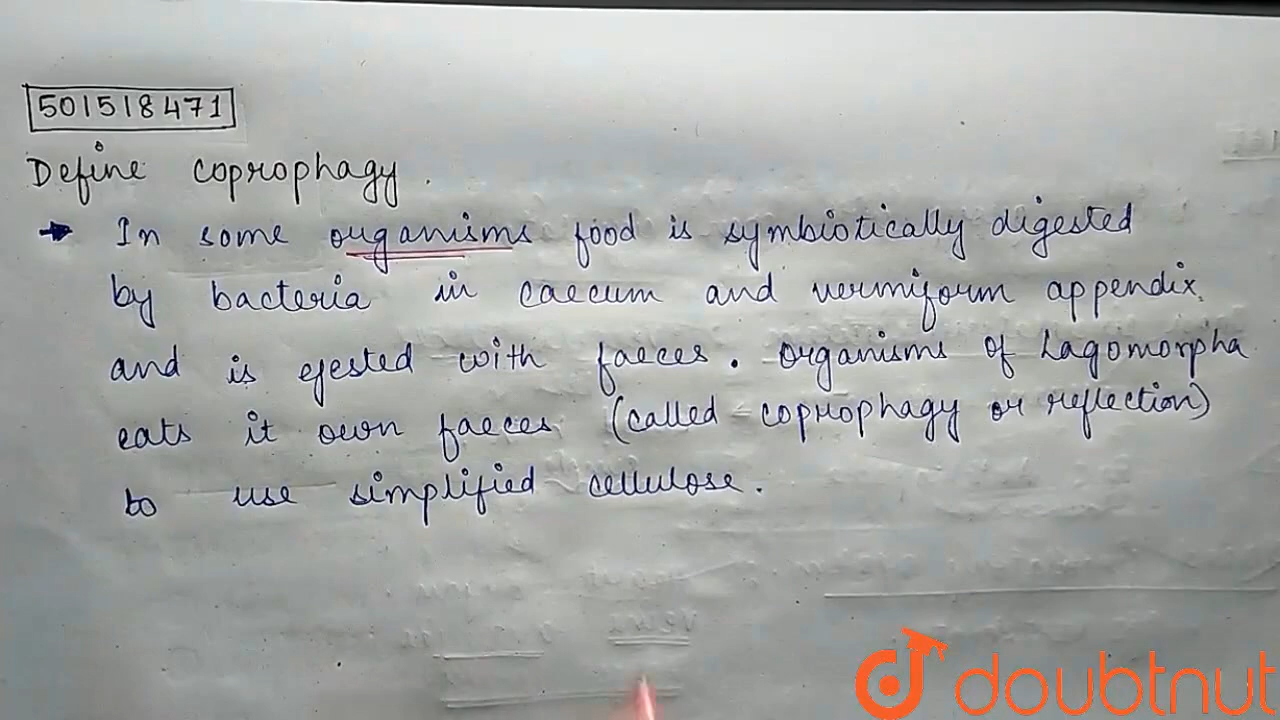 501518471
Define coprophagy.
→ In some organisms food is symbiotically digested
by bacteria in caecum and vermiform appendix
and is ejested with faeces. Organisms of Lagomorpha
eats it own faeces (called coprophagy or reflection)
to use simplified cellulose.
doubtnut